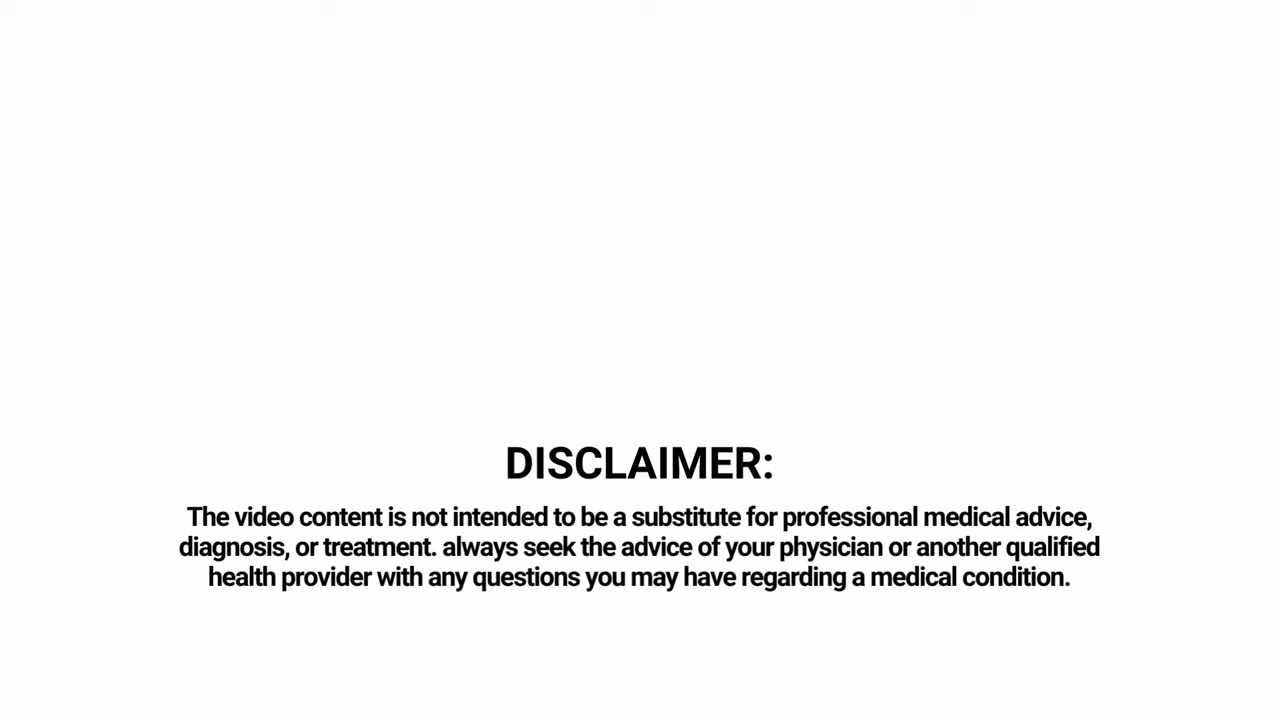 DISCLAIMER:
The video content is not intended to be a substitute for professional medical advice,
diagnosis, or treatment. always seek the advice of your physician or another qualified
health provider with any questions you may have regarding a medical condition.